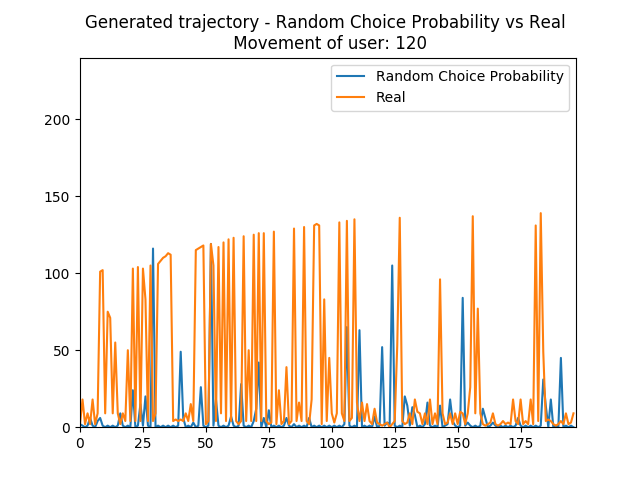 Generated trajectory - Random Choice Probability vs Real
Movement of user: 120
Random Choice Probability
Real
200
150
100
50
0
0 25 50 75 100 125 150 175